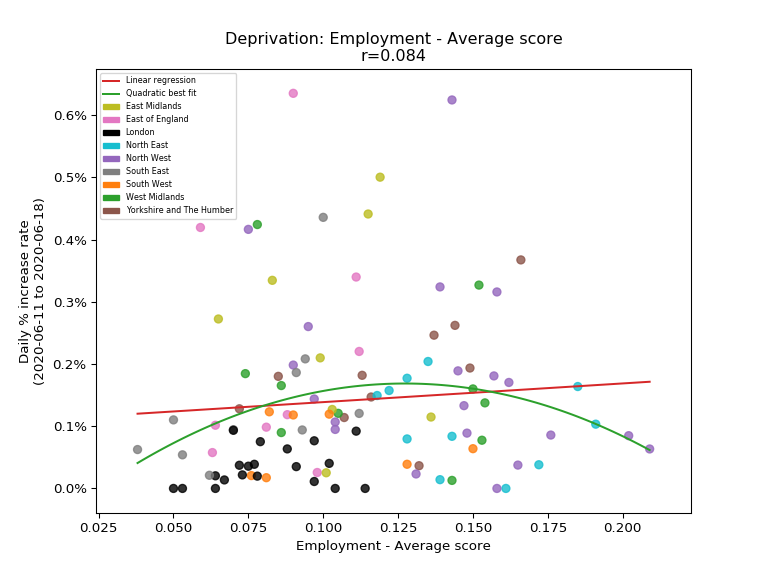 Deprivation: Employment - Average score
r=0.084
Linear regression
Quadratic best fit
East Midlands
East of England
London
North East
North West
South East
South West
West Midlands
Yorkshire and The Humber
Daily % increase rate
(2020-06-11 to 2020-06-18)
0.6%
0.5%
0.4%
0.3%
0.2%
0.1%
0.0%
0.025 0.050 0.075 0.100 0.125 0.150 0.175 0.200
Employment - Average score